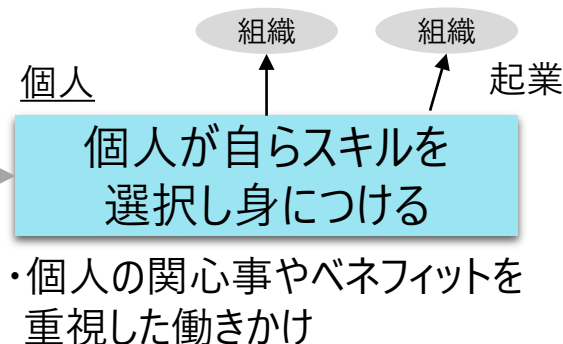 組織
組織
個人
起業
個人が自らスキルを
選択し身につける
・個人の関心事やベネフィットを
重視した働きかけ